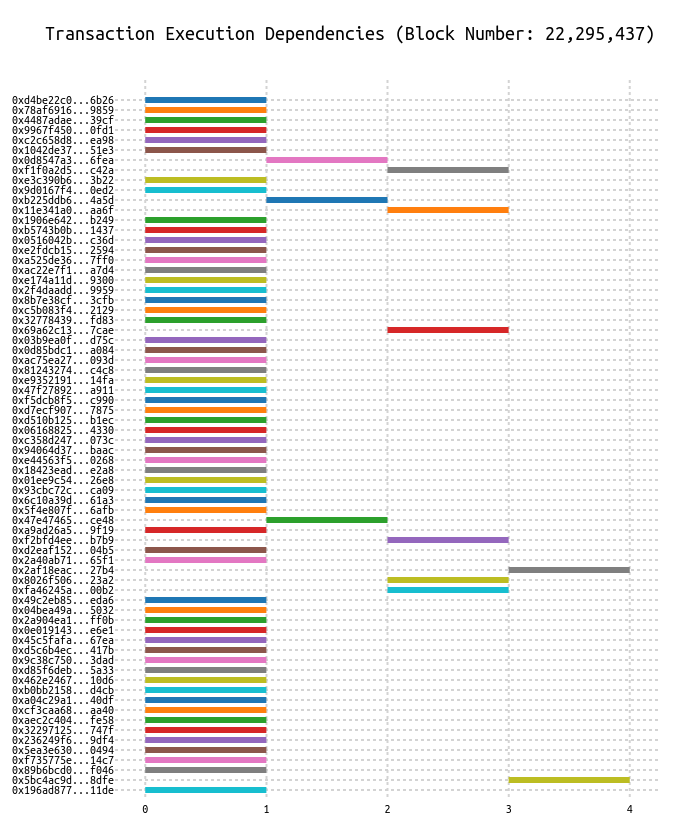 Transaction Execution Dependencies (Block Number: 22,295,437)
0xd4be22c0...6b26
0x78af6916...9859
0x4487adae...39cf
0x9967f450...0fd1
0xc2c658d8...ea98
0x1042de37...51e3
0x0d8547a3...6fea
0xf1f0a2d5...c42a
0xe3c390b6...3b22
0x9d0167f4...0ed2
0xb225ddb6...4a5d
0x11e341a0...aa6f
0x1906e642...b249
0xb5743b0b...1437
0x0516042b...c36d
0xe2fdcb15...2594
0xa525de36...7ff0
0xac22e7f1...a7d4
0xe174a11d...9300
0x2f4daadd...9959
0x8b7e38cf...3cfb
0xc5b083f4...2129
0x32778439...fd83
0x69a62c13...7cae
0x03b9ea0f...d75c
0x0d85bdc1...a084
0xac75ea27...093d
0x81243274...c4c8
0xe9352191...14fa
0x47f27892...a911
0xf5dcb8f5...c990
0xd7ecf907...7875
0xd510b125...b1ec
0x06168825...4330
0xc358d247...073c
0x94064d37...baac
0xe44563f5...0268
0x18423ead...e2a8
0x01ee9c54...26e8
0x93cbc72c...ca09
0x6c10a39d...61a3
0x5f4e807f...6afb
0x47e47465...ce48
0xa9ad26a5...9f19
0xf2bfd4ee...b7b9
0xd2eaf152...04b5
0x2a40ab71...65f1
0x2af18eac...27b4
0x8026f506...23a2
0xfa46245a...00b2
0x49c2eb85...eda6
0x04bea49a...5032
0x2a904ea1...ff0b
0x0e019143...e6e1
0x45c5fafa...67ea
0xd5c6b4ec...417b
0x9c38c750...3dad
0xd85f6deb...5a33
0x462e2467...10d6
0xb0bb2158...d4cb
0xa04c29a1...40df
0xcf3caa68...aa40
0xaec2c404...fe58
0x32297125...747f
0x236249f6...9df4
0x5ea3e630...0494
0xf735775e...14c7
0x89b6bcd0...f046
0x5bc4ac9d...8dfe
0x196ad877...11de
0 1 2 3 4